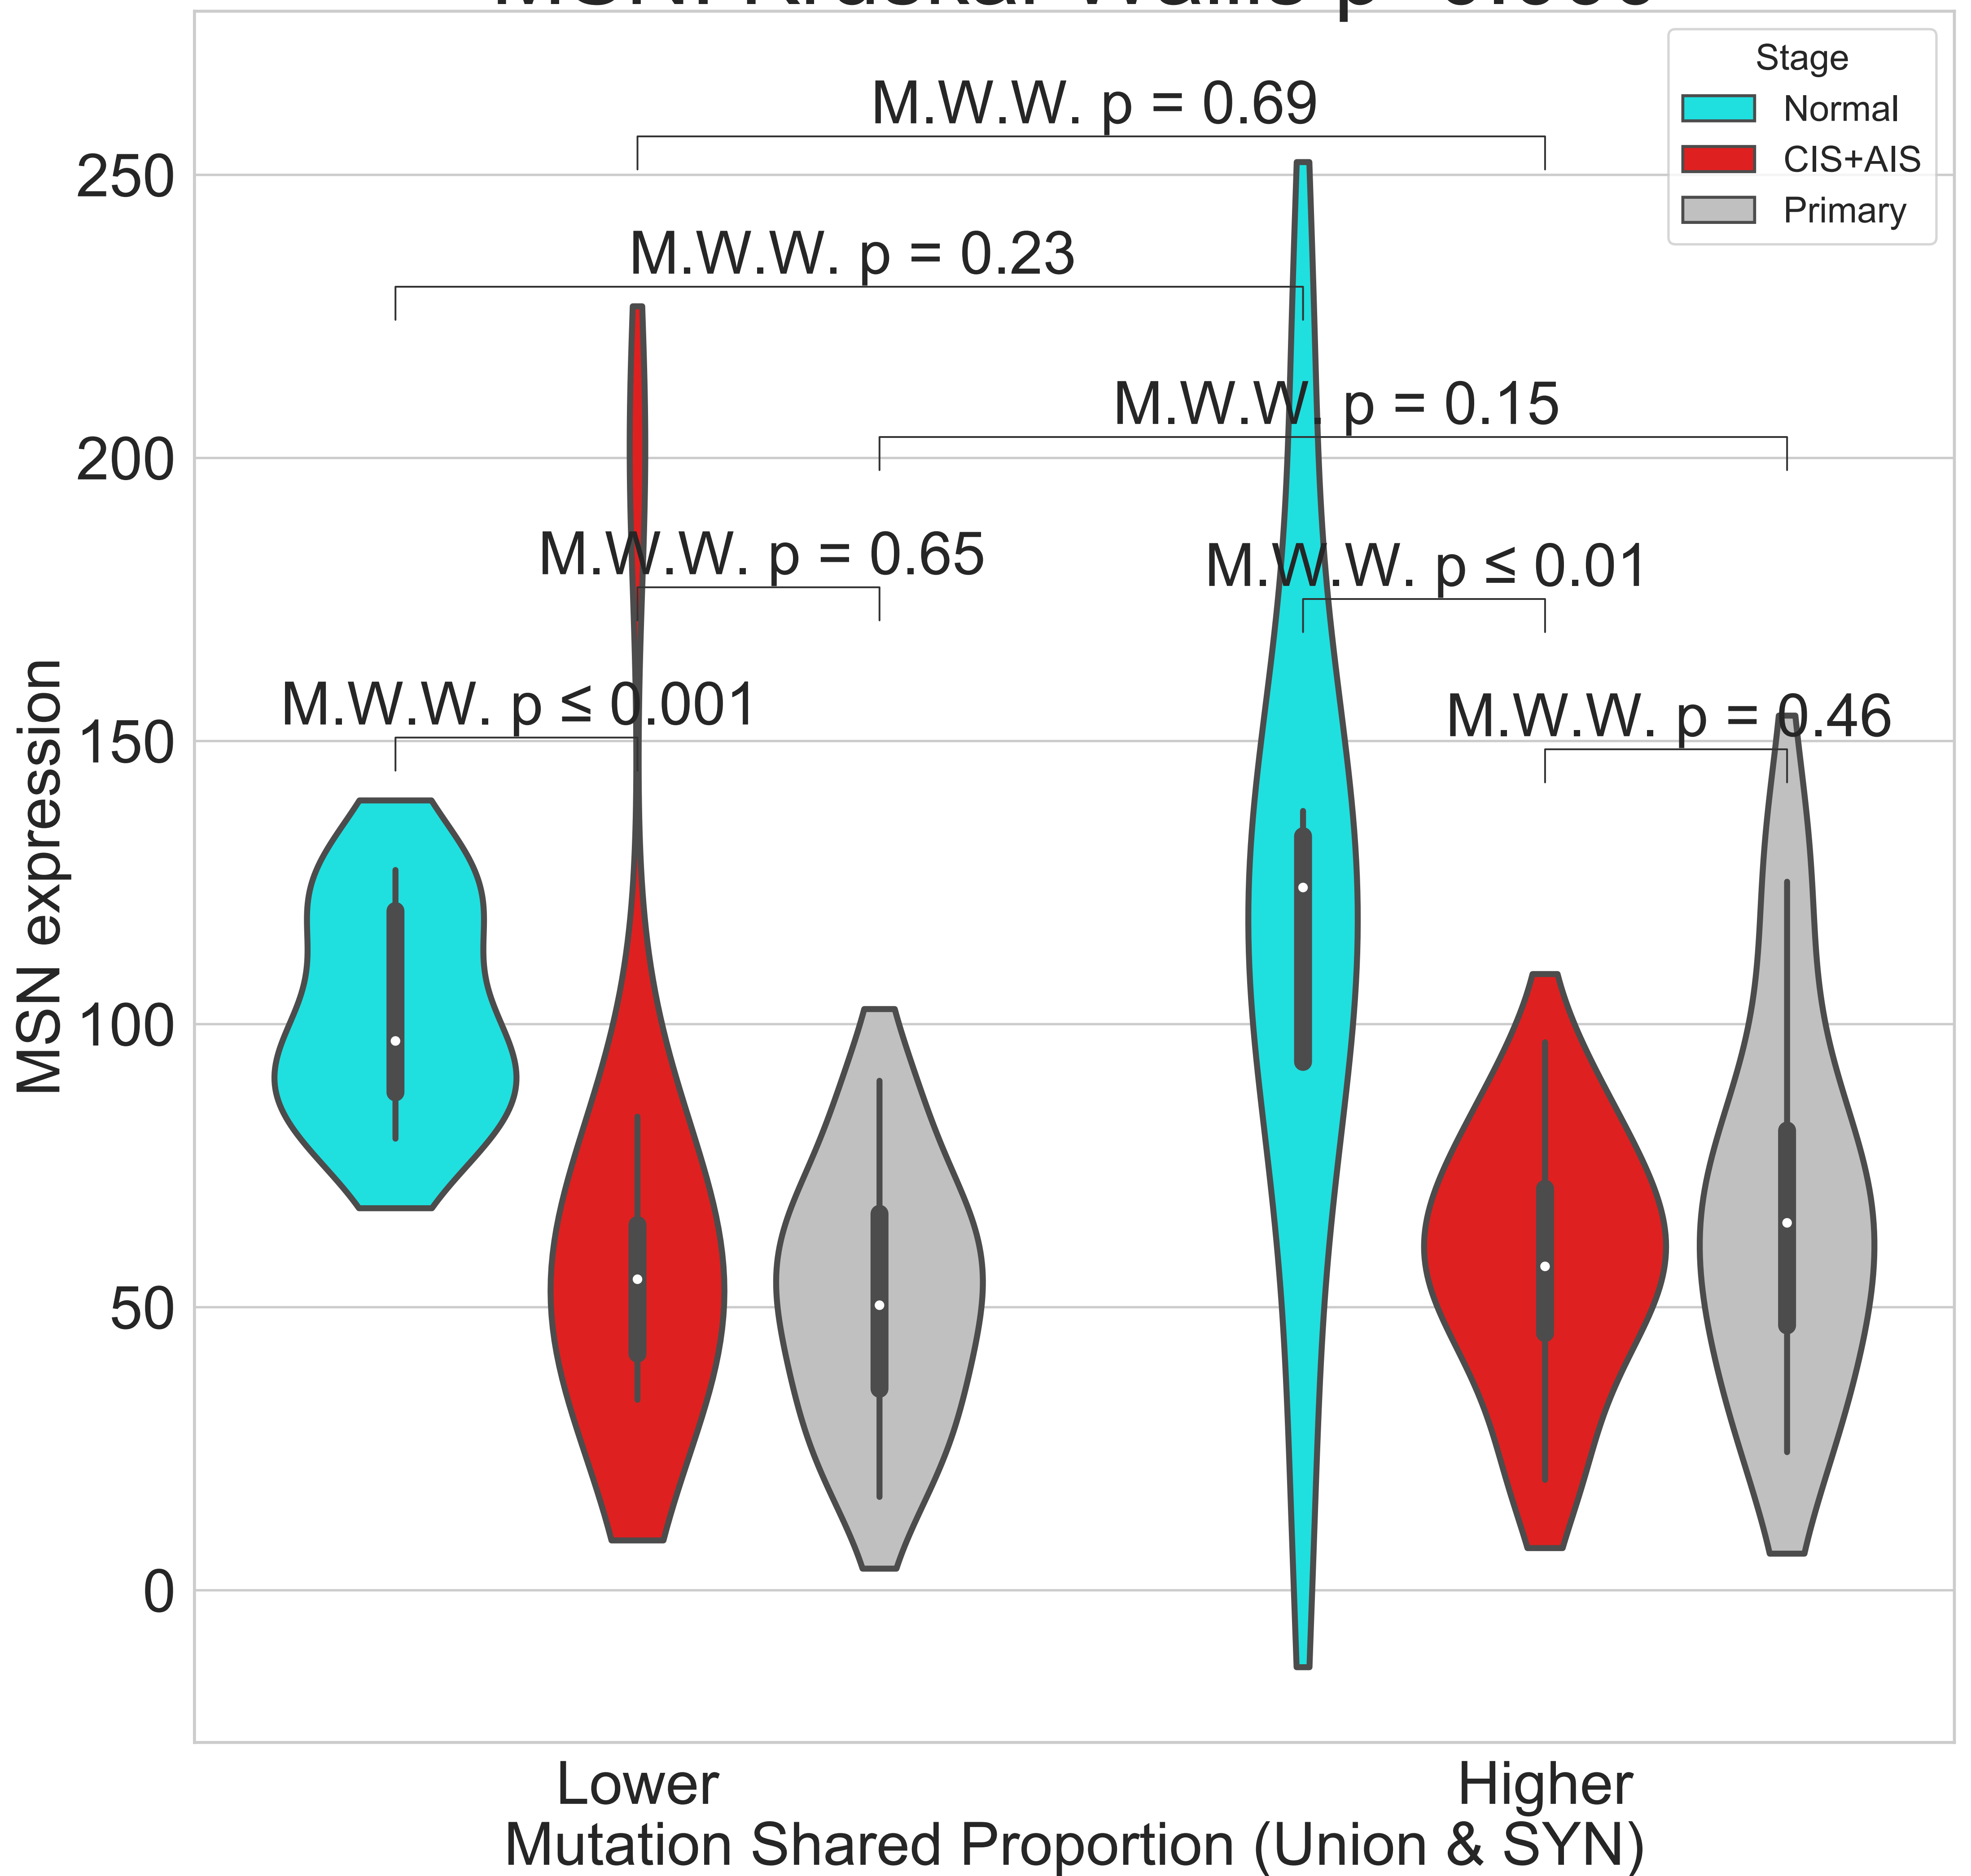 Stage
Normal
CIS+AIS
Primary
M.W.W. p = 0.69
M.W.W. p = 0.23
M.W.W. p = 0.15
M.W.W. p = 0.65
M.W.W. p ≤ 0.01
M.W.W. p ≤ 0.001
M.W.W. p = 0.46
MSN expression
250
200
150
100
50
0
Lower
Higher
Mutation Shared Proportion (Union & SYN)